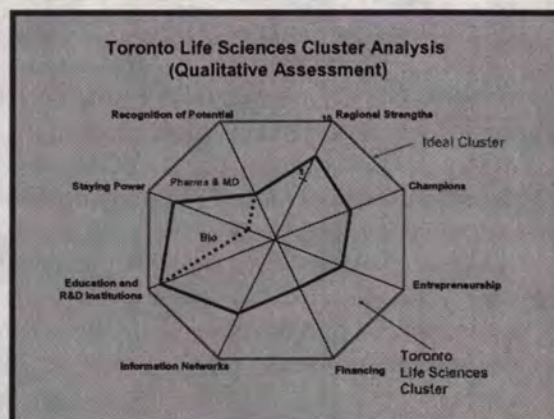 Toronto Life Sciences Cluster Analysis
(Qualitative Assessment)
Recognition of Potential
10
Regional Strengths
Ideal Cluster
Staying Power
Pharma & MD
Champions
Bio
Education and
R&D Institutions
Entrepreneurship
Information Networks
Financing
Toronto
Life Sciences
Cluster